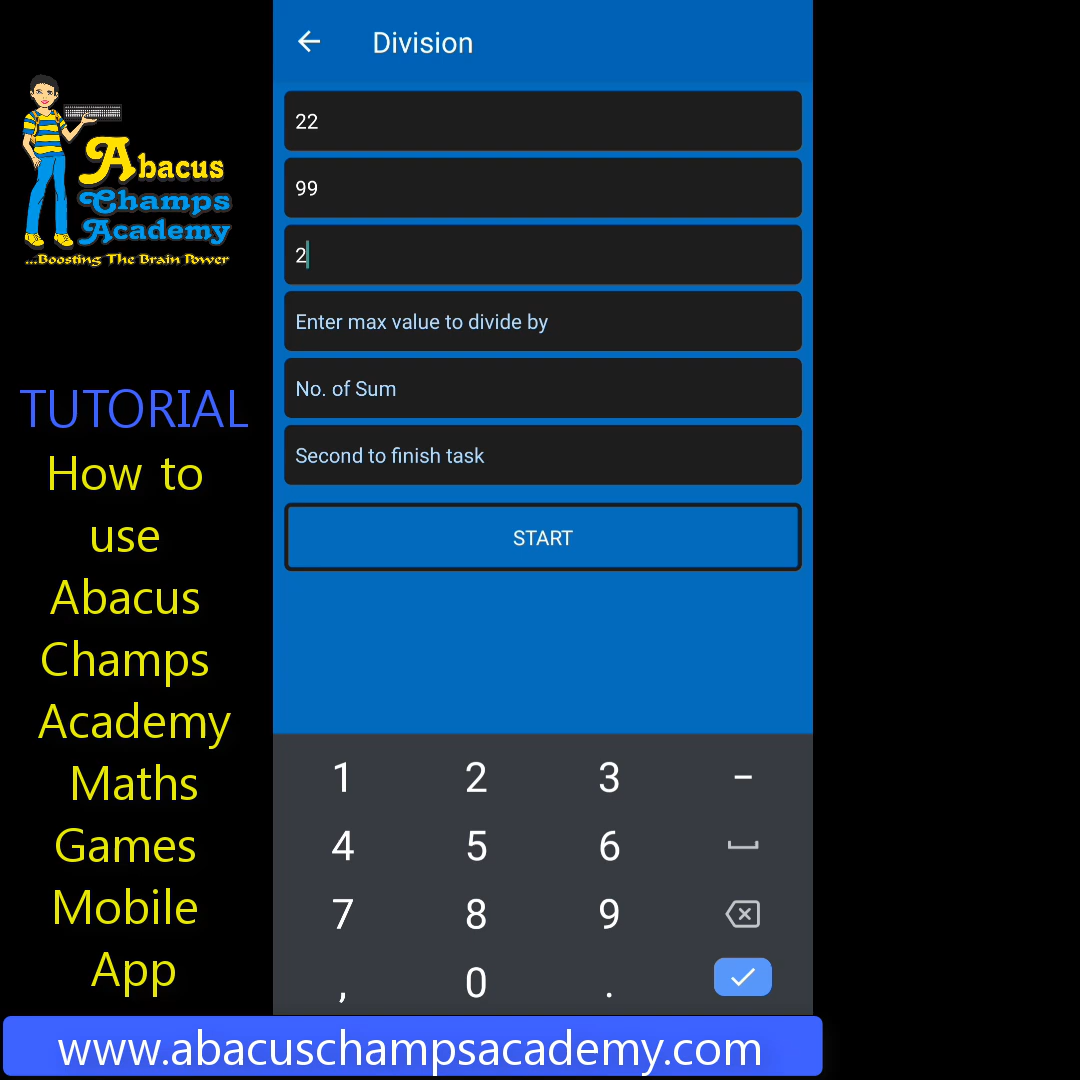 Abacus
Champs
Academy
...Boosting The Brain Power
TUTORIAL
How to
use
Abacus
Champs
Academy
Maths
Games
Mobile
App
Division
22
99
2
Enter max value to divide by
No. of Sum
Second to finish task
START
1 2 3 −
4 5 6
7 8 9
, 0 .
www.abacuschampsacademy.com